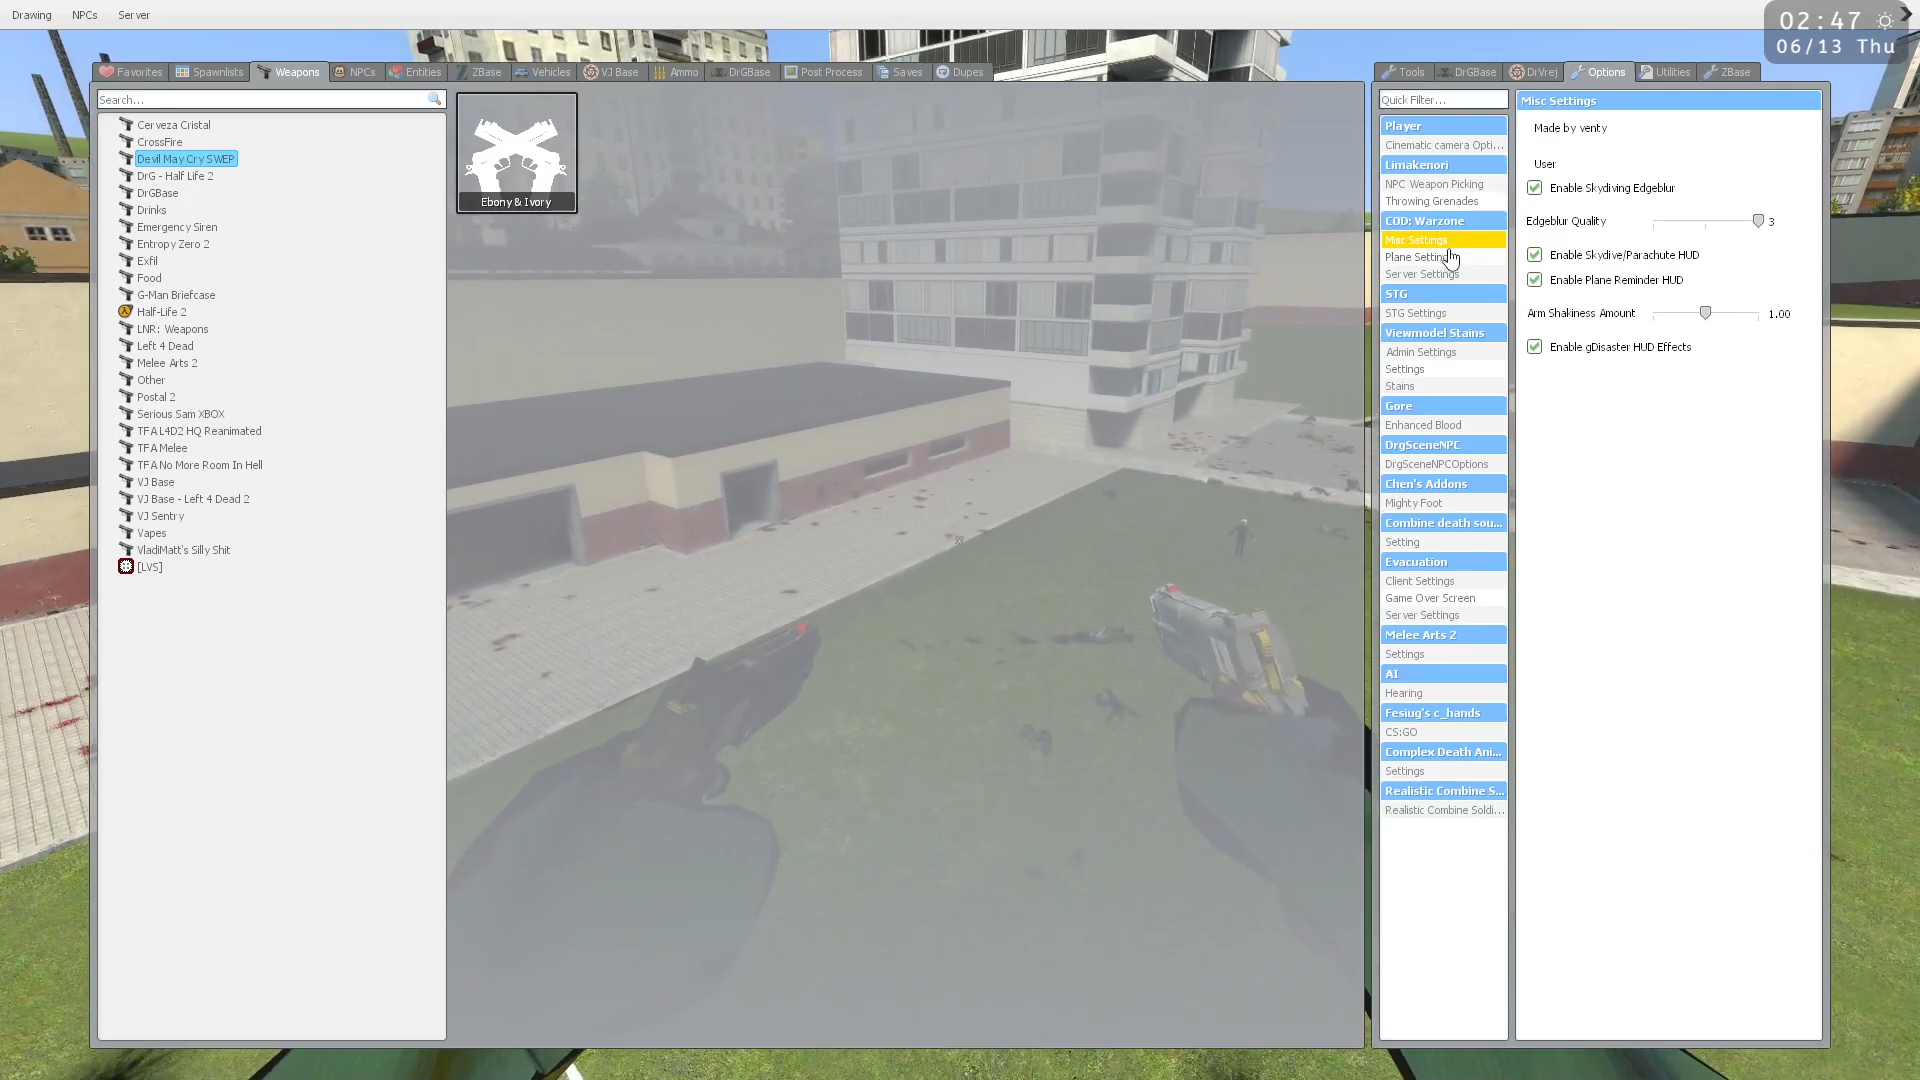 Drawing NPCs Server
02:47
06/13 Thu
Favorites Spawnlists Weapons NPCs Entities ZBase Vehicles VJ Base Ammo DrGBase Post Process Saves Dupes
Search...
Cerveza Cristal
CrossFire
Devil May Cry SWEP
DrG - Half Life 2
DrGBase
Drinks
Emergency Siren
Entropy Zero 2
Exfil
Food
G-Man Briefcase
Half-Life 2
LNR: Weapons
Left 4 Dead
Melee Arts 2
Other
Postal 2
Serious Sam XBOX
TFA L4D2 HQ Reanimated
TFA Melee
TFA No More Room In Hell
VJ Base
VJ Base - Left 4 Dead 2
VJ Sentry
Vapes
VladiMatt's Silly Shit
[LVS]
Ebony & Ivory
Tools DrGBase DrVrej Options Utilities ZBase
Quick Filter...
Player
Cinematic camera Opti...
Limakenori
NPC Weapon Picking
Throwing Grenades
COD: Warzone
Misc Settings
Plane Settings
Server Settings
STG
STG Settings
Viewmodel Stains
Admin Settings
Settings
Stains
Gore
Enhanced Blood
DrgSceneNPC
DrgSceneNPCOptions
Chen's Addons
Mighty Foot
Combine death sou...
Setting
Evacuation
Client Settings
Game Over Screen
Server Settings
Melee Arts 2
Settings
AI
Hearing
Fesiug's c_hands
CS:GO
Complex Death Ani...
Settings
Realistic Combine S...
Realistic Combine Soldi...
Misc Settings
Made by venty
User
Enable Skydiving Edgeblur
Edgeblur Quality 3
Enable Skydive/Parachute HUD
Enable Plane Reminder HUD
Arm Shakiness Amount 1.00
Enable gDisaster HUD Effects